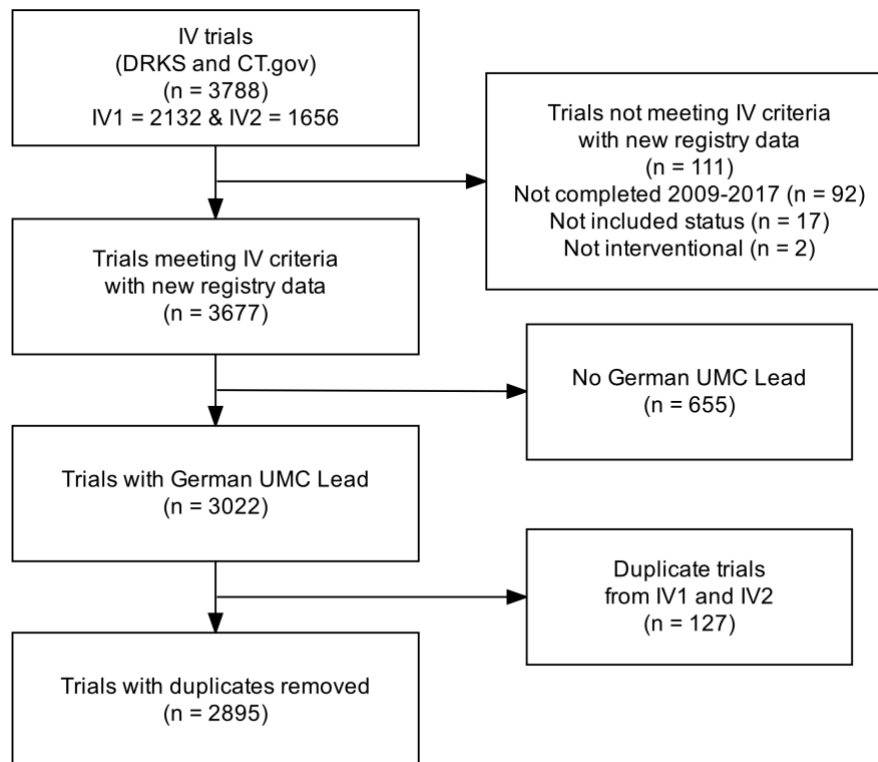 IV trials
(DRKS and CT.gov)
(n = 3788)
IV1 = 2132 & IV2 = 1656
Trials not meeting IV criteria
with new registry data
(n = 111)
Not completed 2009-2017 (n = 92)
Not included status (n = 17)
Not interventional (n = 2)
Trials meeting IV criteria
with new registry data
(n = 3677)
No German UMC Lead
(n = 655)
Trials with German UMC Lead
(n = 3022)
Duplicate trials
from IV1 and IV2
(n = 127)
Trials with duplicates removed
(n = 2895)